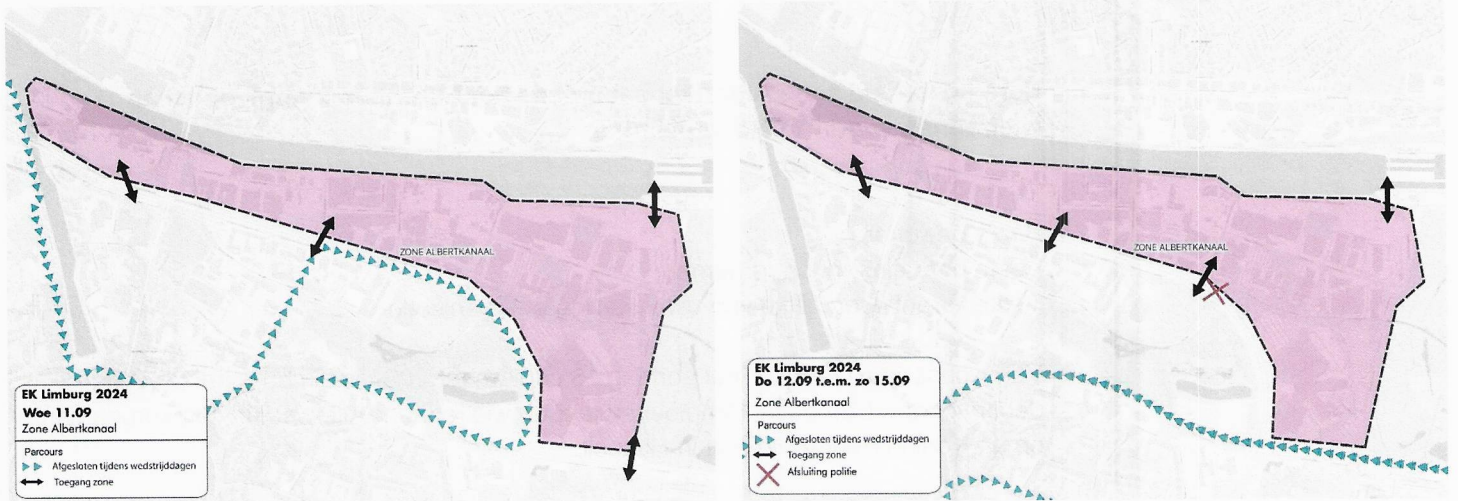 ZONE ALBERTKANAAL
EK Limburg 2024
Woe 11.09
Zone Albertkanaal
Parcours
Afgesloten tijdens wedstrijddagen
Toegang zone
ZONE ALBERTKANAAL
EK Limburg 2024
Do 12.09 t.e.m. zo 15.09
Zone Albertkanaal
Parcours
Afgesloten tijdens wedstrijddagen
Toegang zone
Afsluiting politie